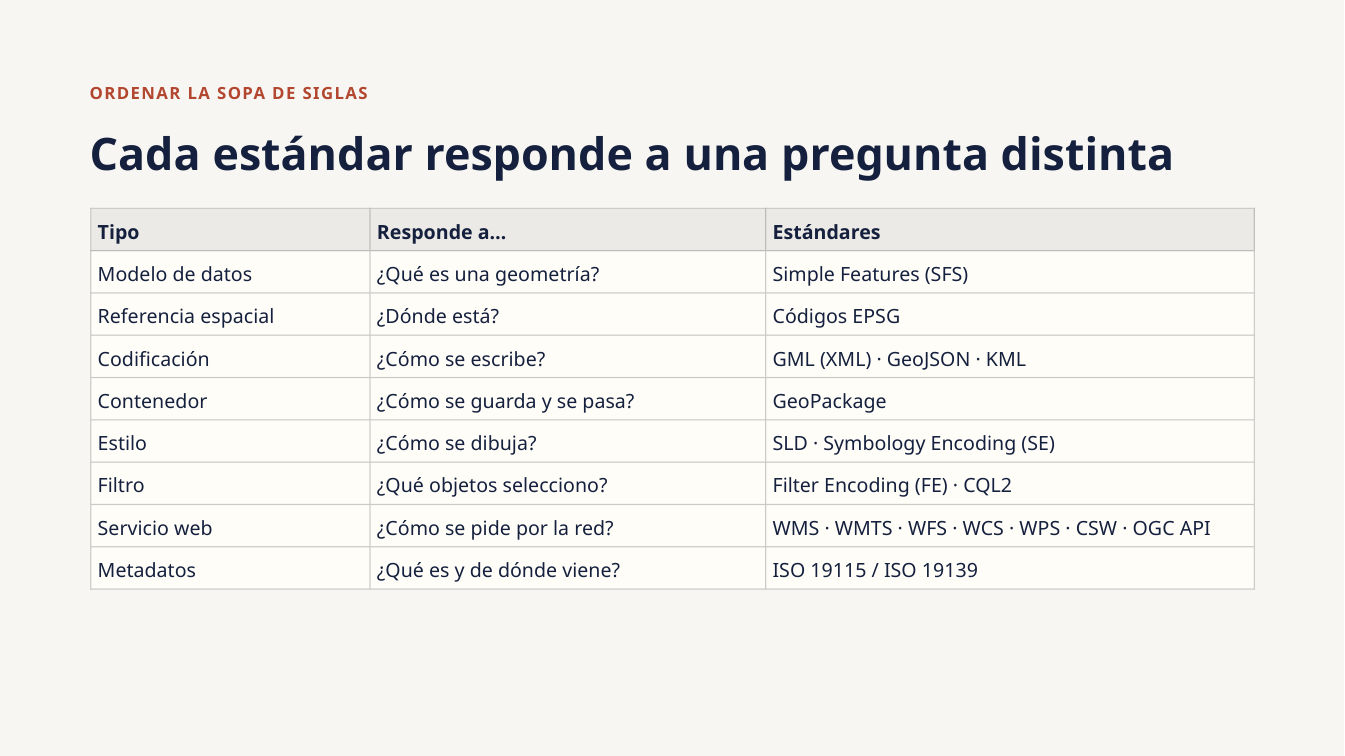 ORDENAR LA SOPA DE SIGLAS
Cada estándar responde a una pregunta distinta
Tipo Responde a... Estándares
Modelo de datos ¿Qué es una geometría? Simple Features (SFS)
Referencia espacial ¿Dónde está? Códigos EPSG
Codificación ¿Cómo se escribe? GML (XML) · GeoJSON · KML
Contenedor ¿Cómo se guarda y se pasa? GeoPackage
Estilo ¿Cómo se dibuja? SLD · Symbology Encoding (SE)
Filtro ¿Qué objetos selecciono? Filter Encoding (FE) · CQL2
Servicio web ¿Cómo se pide por la red? WMS · WMTS · WFS · WCS · WPS · CSW · OGC API
Metadatos ¿Qué es y de dónde viene? ISO 19115 / ISO 19139